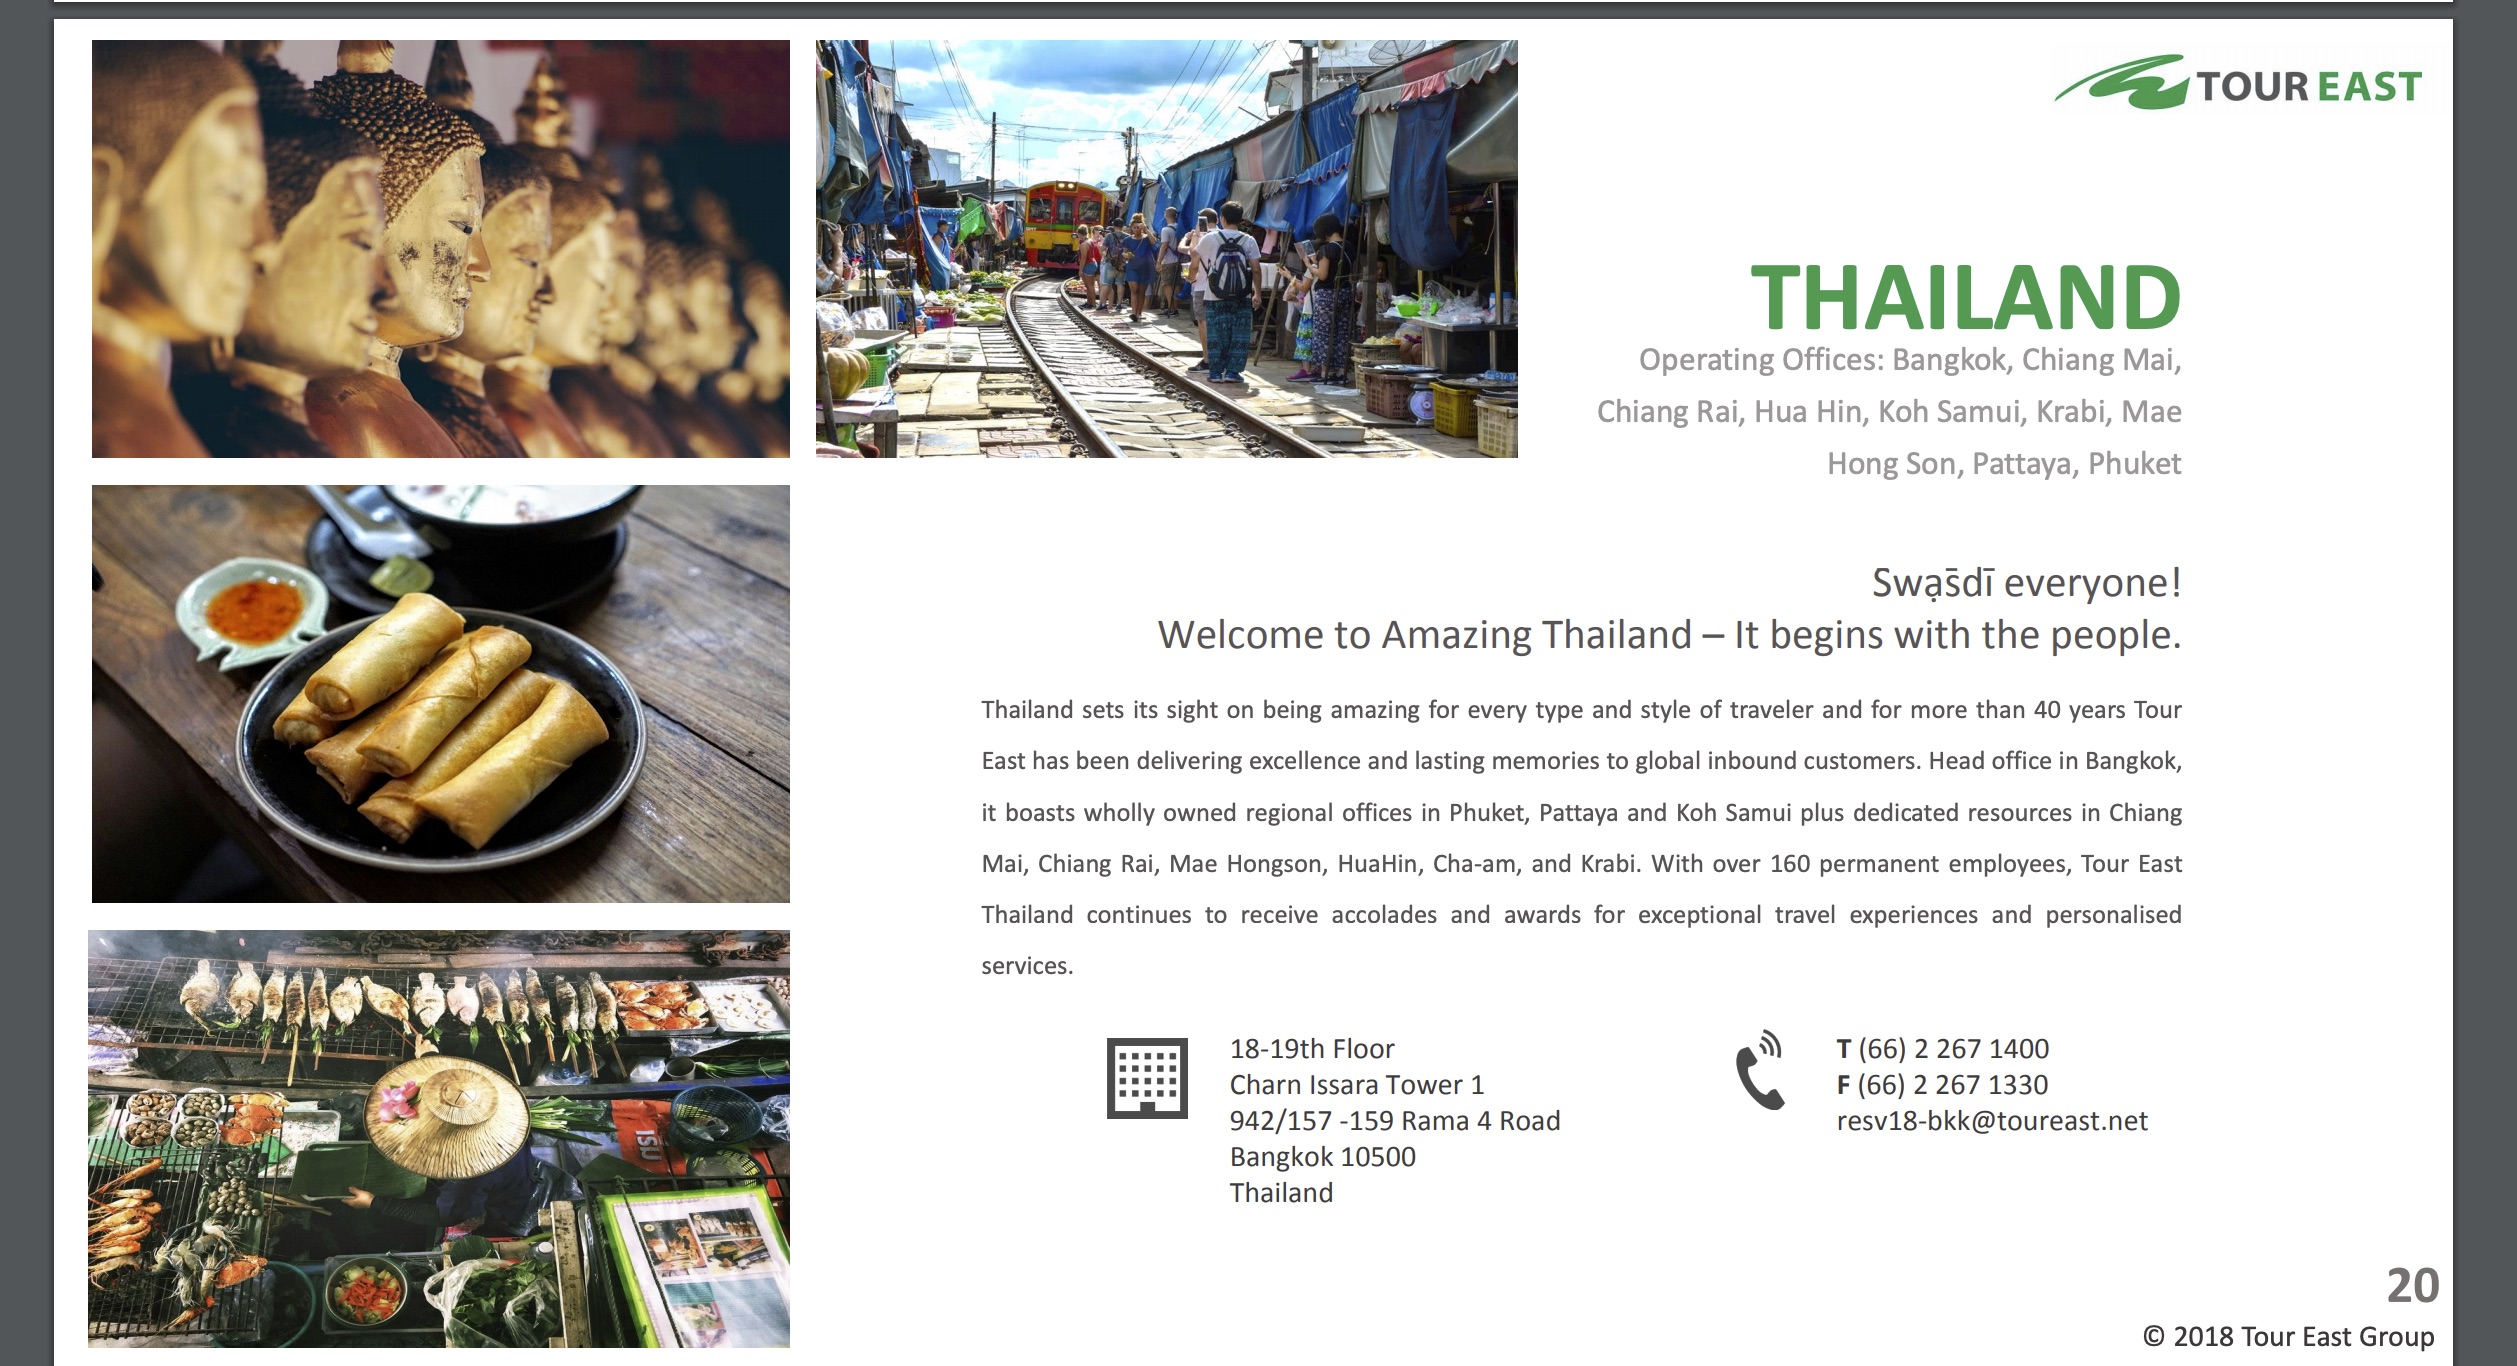 TOUR EAST
THAILAND
Operating Offices: Bangkok, Chiang Mai,
Chiang Rai, Hua Hin, Koh Samui, Krabi, Mae
Hong Son, Pattaya, Phuket
Swạs̄dī everyone!
Welcome to Amazing Thailand – It begins with the people.
Thailand sets its sight on being amazing for every type and style of traveler and for more than 40 years Tour
East has been delivering excellence and lasting memories to global inbound customers. Head office in Bangkok,
it boasts wholly owned regional offices in Phuket, Pattaya and Koh Samui plus dedicated resources in Chiang
Mai, Chiang Rai, Mae Hongson, HuaHin, Cha-am, and Krabi. With over 160 permanent employees, Tour East
Thailand continues to receive accolades and awards for exceptional travel experiences and personalised
services.
18-19th Floor
Charn Issara Tower 1
942/157 -159 Rama 4 Road
Bangkok 10500
Thailand
T (66) 2 267 1400
F (66) 2 267 1330
resv18-bkk@toureast.net
20
© 2018 Tour East Group